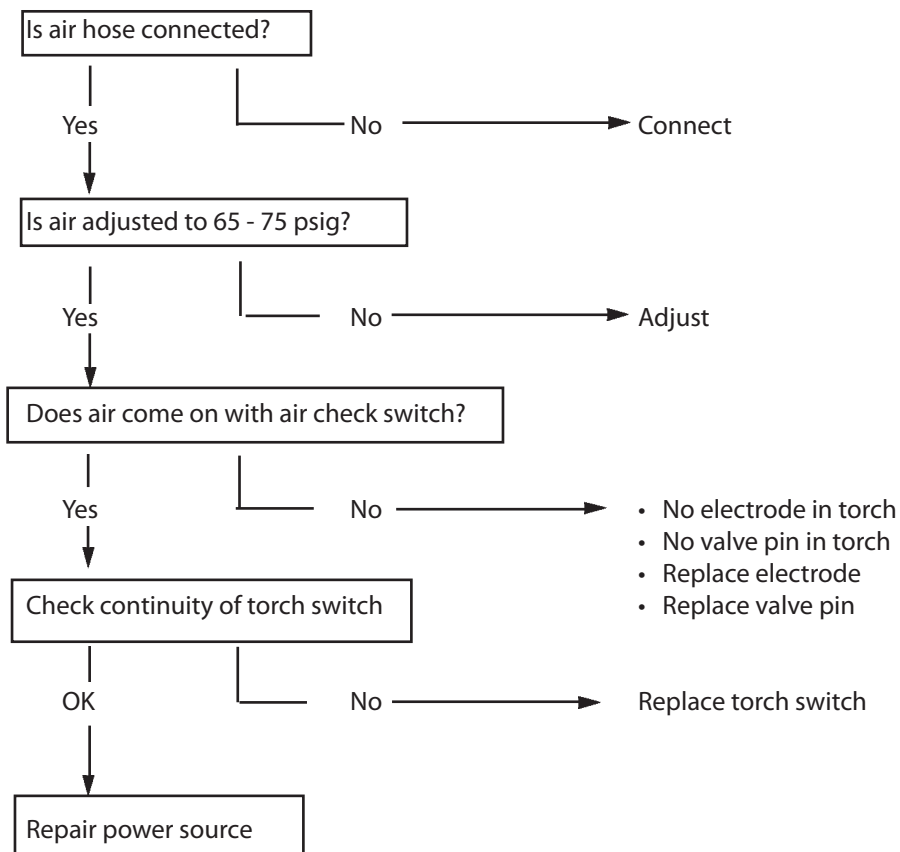 Is air hose connected?
Yes
No
Connect
Is air adjusted to 65 - 75 psig?
Yes
No
Adjust
Does air come on with air check switch?
Yes
No
• No electrode in torch
• No valve pin in torch
• Replace electrode
• Replace valve pin
Check continuity of torch switch
OK
No
Replace torch switch
Repair power source